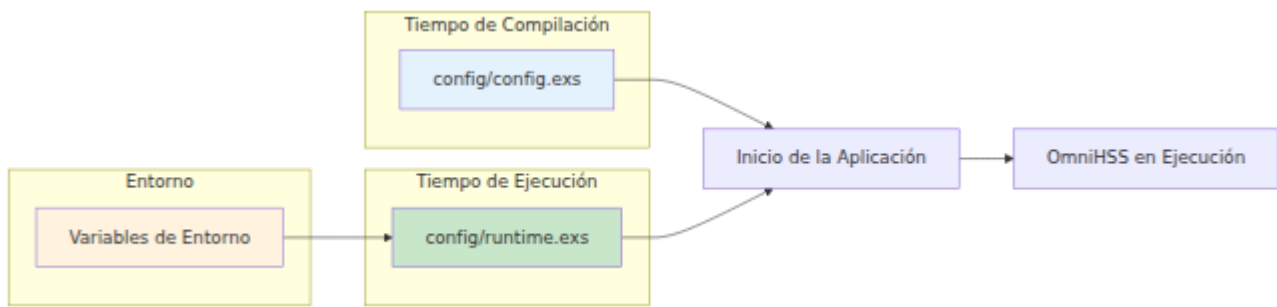 Tiempo de Compilación
config/config.exs
Inicio de la Aplicación
OmniHSS en Ejecución
Entorno
Variables de Entorno
Tiempo de Ejecución
config/runtime.exs